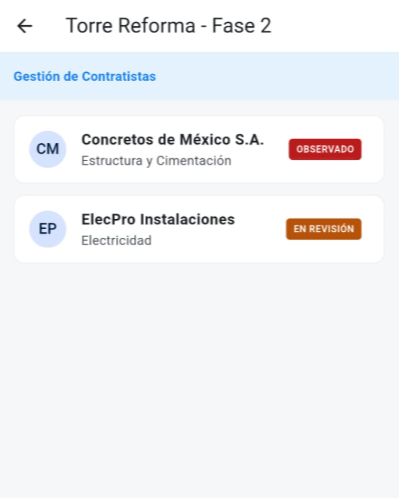 Torre Reforma - Fase 2
Gestión de Contratistas
CM
Concretos de México S.A.
Estructura y Cimentación
OBSERVADO
EP
ElecPro Instalaciones
Electricidad
EN REVISIÓN